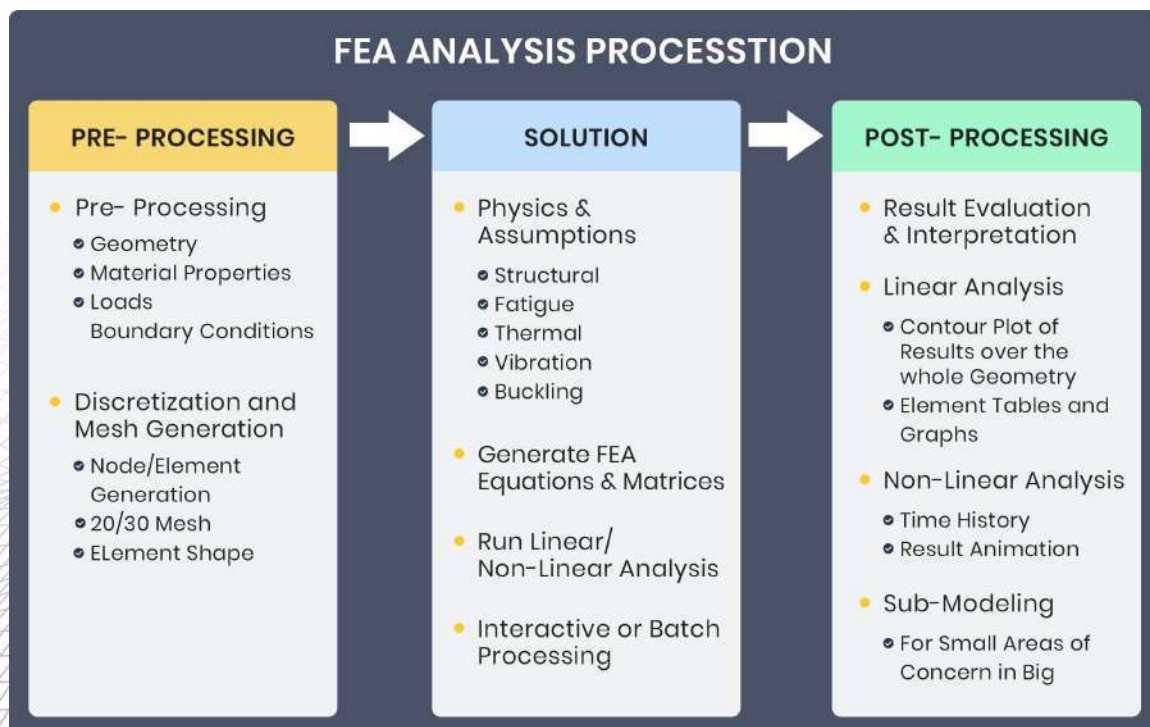 FEA ANALYSIS PROCESSTION
PRE- PROCESSING
Pre- Processing
Geometry
Material Properties
Loads
Boundary Conditions
Discretization and
Mesh Generation
Node/Element
Generation
20/30 Mesh
ELement Shape
SOLUTION
Physics &
Assumptions
Structural
Fatigue
Thermal
Vibration
Buckling
Generate FEA
Equations & Matrices
Run Linear/
Non-Linear Analysis
Interactive or Batch
Processing
POST- PROCESSING
Result Evaluation
& Interpretation
Linear Analysis
Contour Plot of
Results over the
whole Geometry
Element Tables and
Graphs
Non-Linear Analysis
Time History
Result Animation
Sub-Modeling
For Small Areas of
Concern in Big